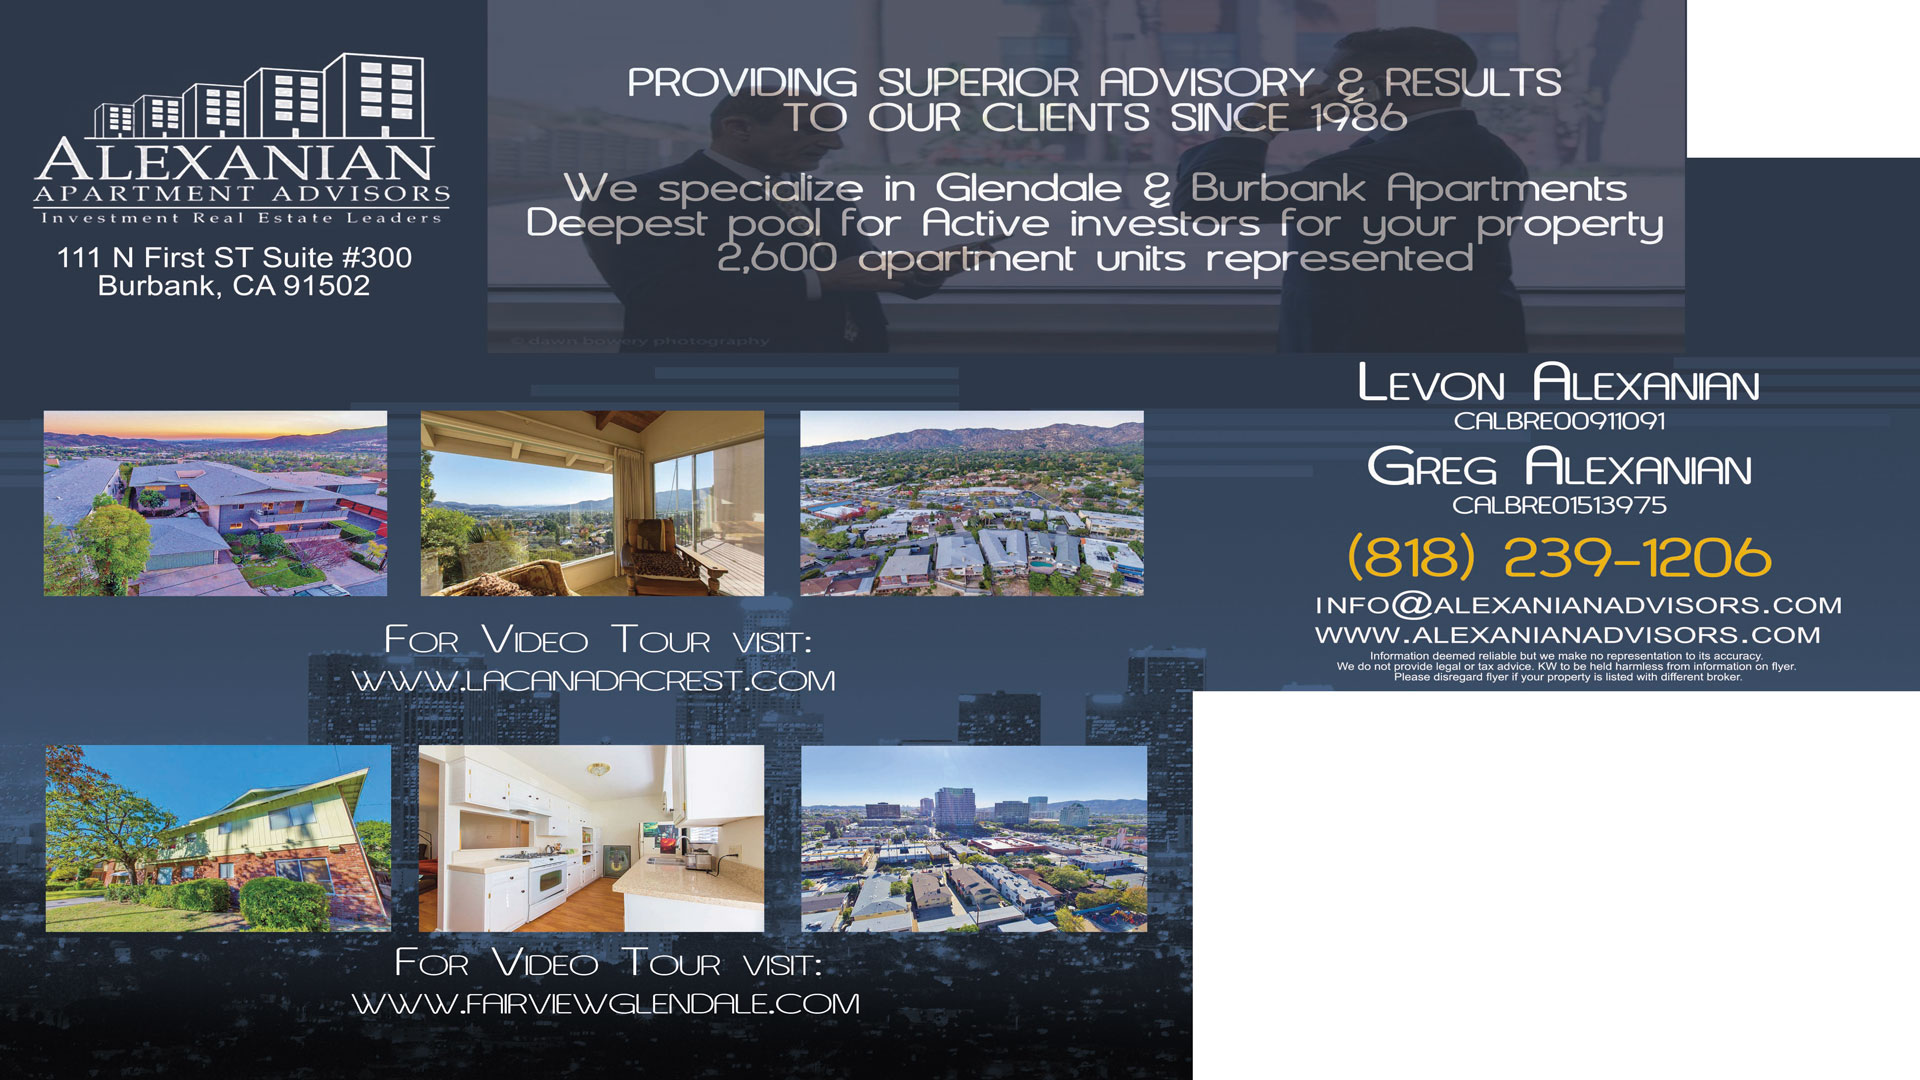 ALEXANIAN
APARTMENT ADVISORS
Investment Real Estate Leaders
111 N First ST Suite #300
Burbank, CA 91502
PROVIDING SUPERIOR ADVISORY & RESULTS
TO OUR CLIENTS SINCE 1986
We specialize in Glendale & Burbank Apartments
Deepest pool for Active investors for your property
2,600 apartment units represented
© dawn bowery photography
LEVON ALEXANIAN
CALBRE00911091
GREG ALEXANIAN
CALBRE01513975
(818) 239-1206
INFO@ALEXANIANADVISORS.COM
WWW.ALEXANIANADVISORS.COM
Information deemed reliable but we make no representation to its accuracy.
We do not provide legal or tax advice. KW to be held harmless from information on flyer.
Please disregard flyer if your property is listed with different broker.
FOR VIDEO TOUR VISIT:
WWW.LACANADACREST.COM
FOR VIDEO TOUR VISIT:
WWW.FAIRVIEWGLENDALE.COM